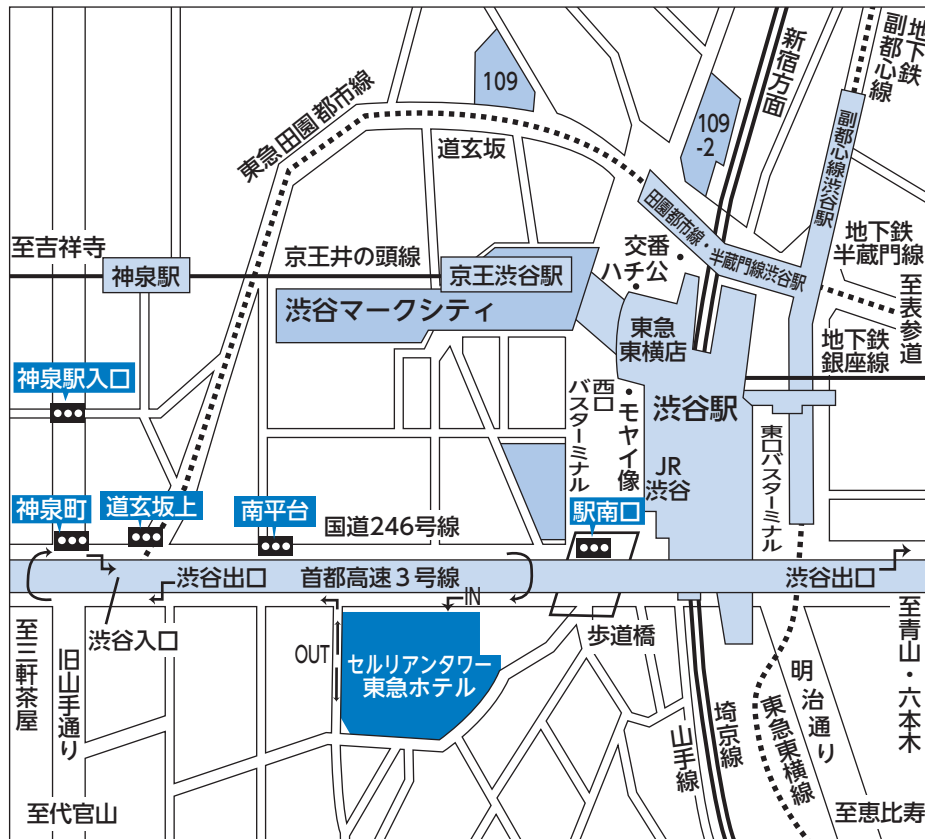 地下鉄
副都心線
新宿方面
109
109
-2
東急田園都市線
道玄坂
副都心線渋谷駅
田園都市線・半蔵門線渋谷駅
地下鉄
半蔵門線
至吉祥寺
神泉駅
京王井の頭線
京王渋谷駅
交番
ハチ公
至表参道
渋谷マークシティ
東急
東横店
地下鉄
銀座線
神泉駅入口
西口
バスターミナル
モヤイ像
渋谷駅
東口バスターミナル
JR
渋谷
神泉町
道玄坂上
南平台
国道246号線
駅南口
渋谷出口
首都高速3号線
渋谷出口
渋谷入口
IN
OUT
セルリアンタワー
東急ホテル
歩道橋
至三軒茶屋
旧山手通り
山手線
埼京線
東急東横線
明治通り
至青山・六本木
至代官山
至恵比寿